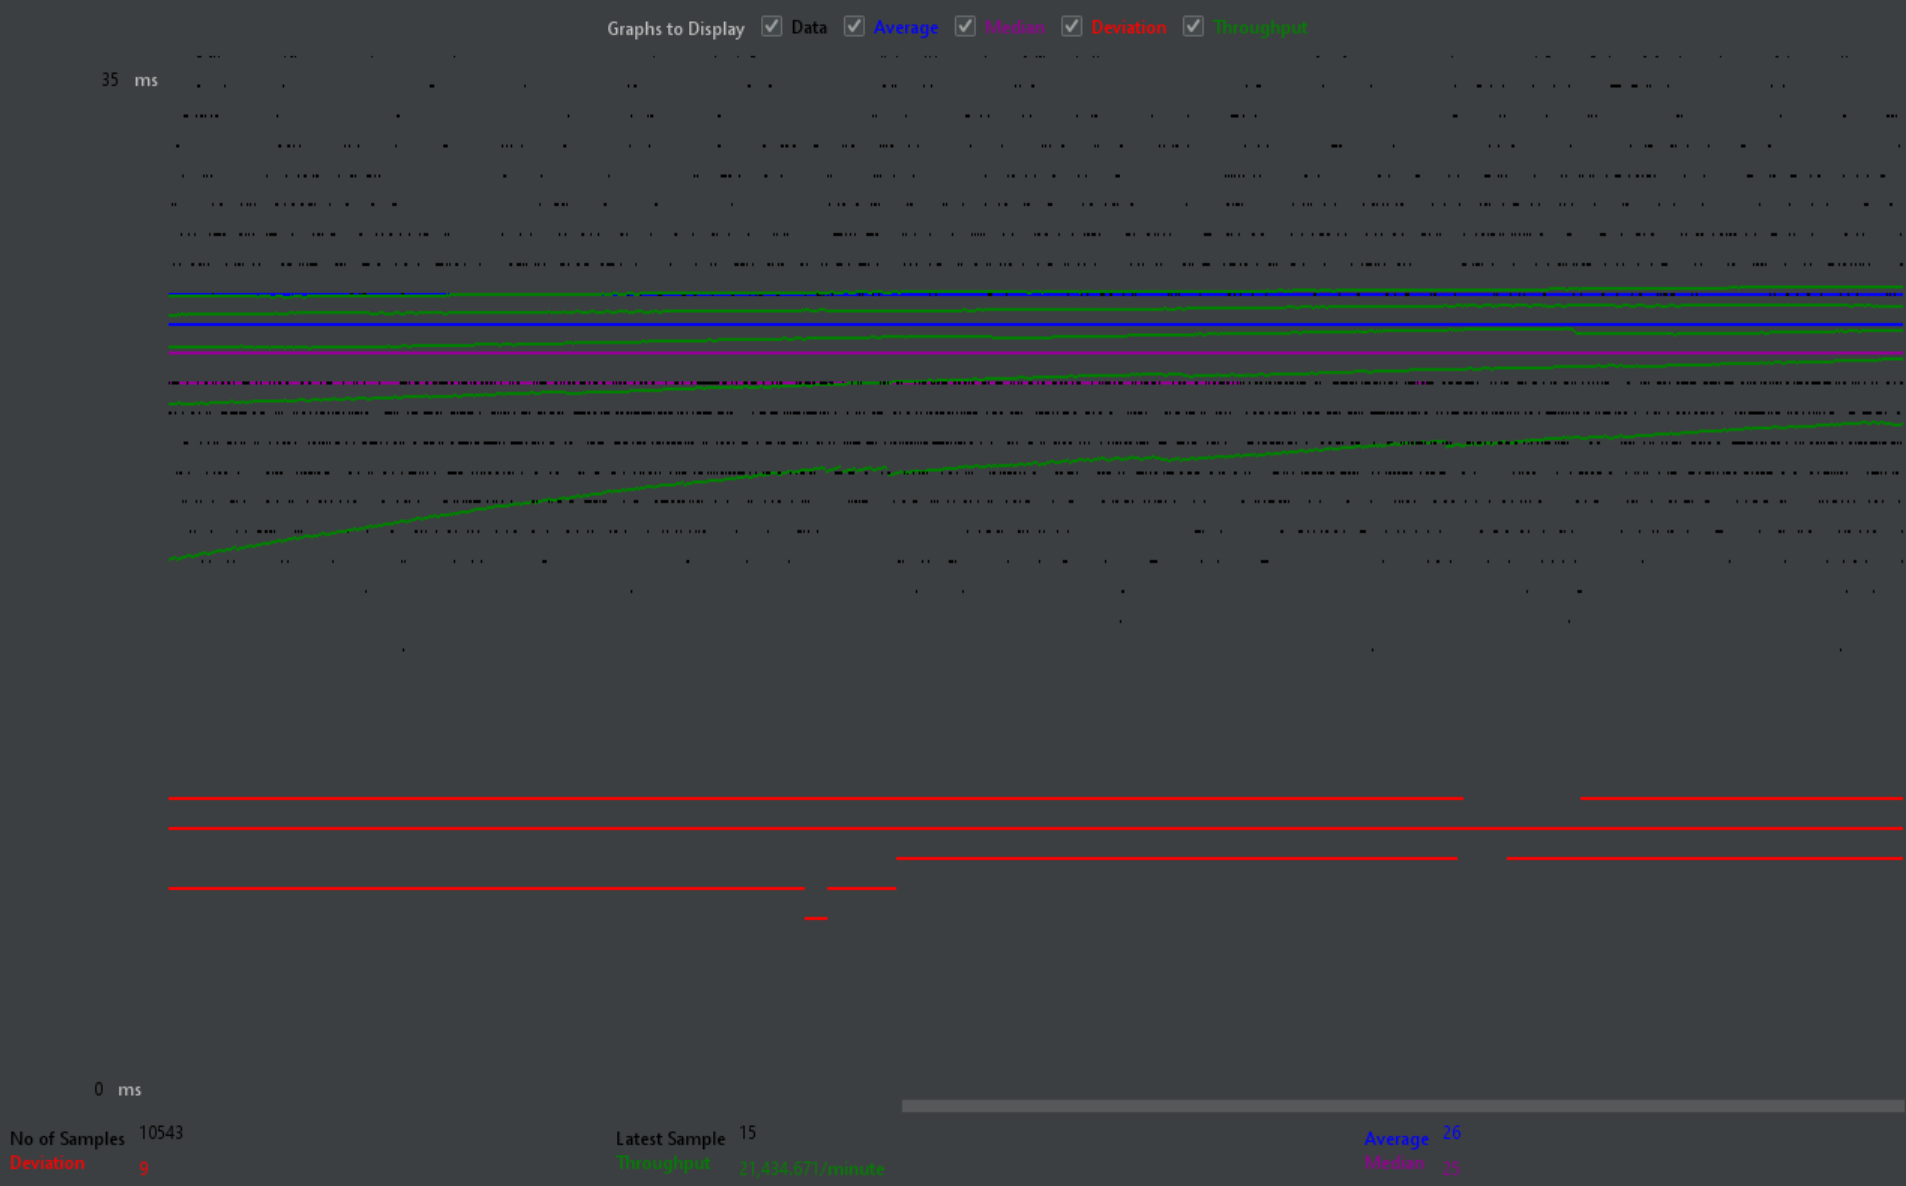 Graphs to Display Data Average Median Deviation Throughput
35 ms
0 ms
No of Samples 10543 Latest Sample 15 Average 26
Deviation 9 Throughput 21,434.671/minute Median 25